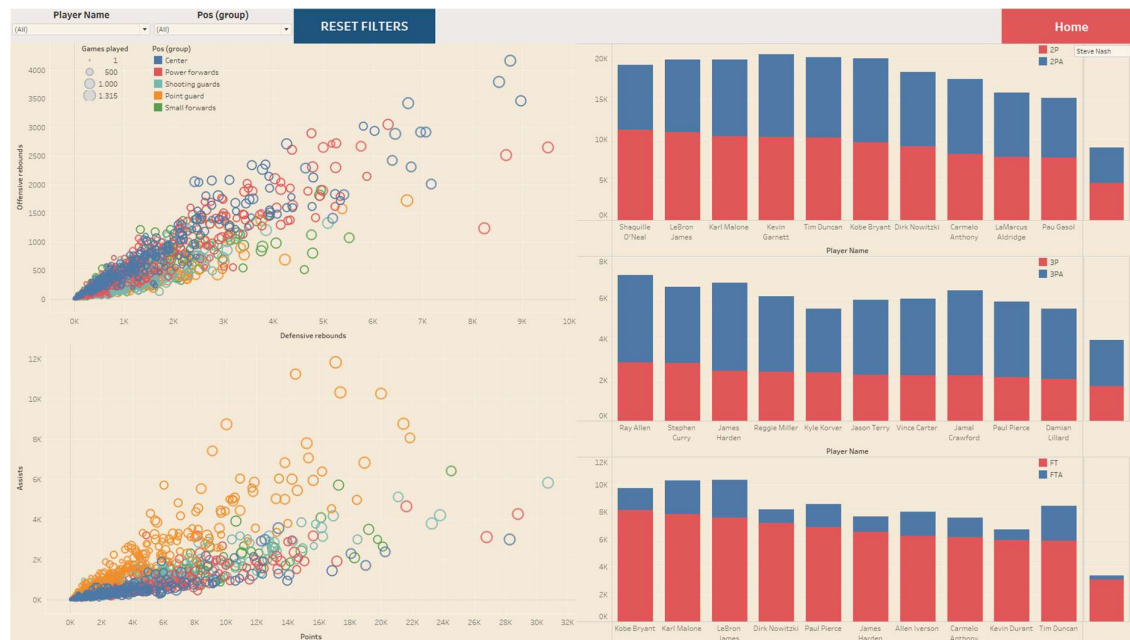 Player Name
Pos (group)
(All)
(All)
RESET FILTERS
Home
Steve Nash
Games played
1
500
1.000
1.315
Pos (group)
Center
Power forwards
Shooting guards
Point guard
Small forwards
4000
3500
3000
2500
2000
1500
1000
500
0
Offensive rebounds
0K 1K 2K 3K 4K 5K 6K 7K 8K 9K 10K
Defensive rebounds
12K
10K
8K
6K
4K
2K
0K
Assists
0K 2K 4K 6K 8K 10K 12K 14K 16K 18K 20K 22K 24K 26K 28K 30K 32K
Points
2P
2PA
20K
15K
10K
5K
0K
Shaquille O'Neal
LeBron James
Karl Malone
Kevin Garnett
Tim Duncan
Kobe Bryant
Dirk Nowitzki
Carmelo Anthony
LaMarcus Aldridge
Pau Gasol
Player Name
3P
3PA
8K
6K
4K
2K
0K
Ray Allen
Stephen Curry
James Harden
Reggie Miller
Kyle Korver
Jason Terry
Vince Carter
Jamal Crawford
Paul Pierce
Damian Lillard
Player Name
FT
FTA
12K
10K
8K
6K
4K
2K
0K
Kobe Bryant
Karl Malone
LeBron James
Dirk Nowitzki
Paul Pierce
James Harden
Allen Iverson
Carmelo Anthony
Kevin Durant
Tim Duncan